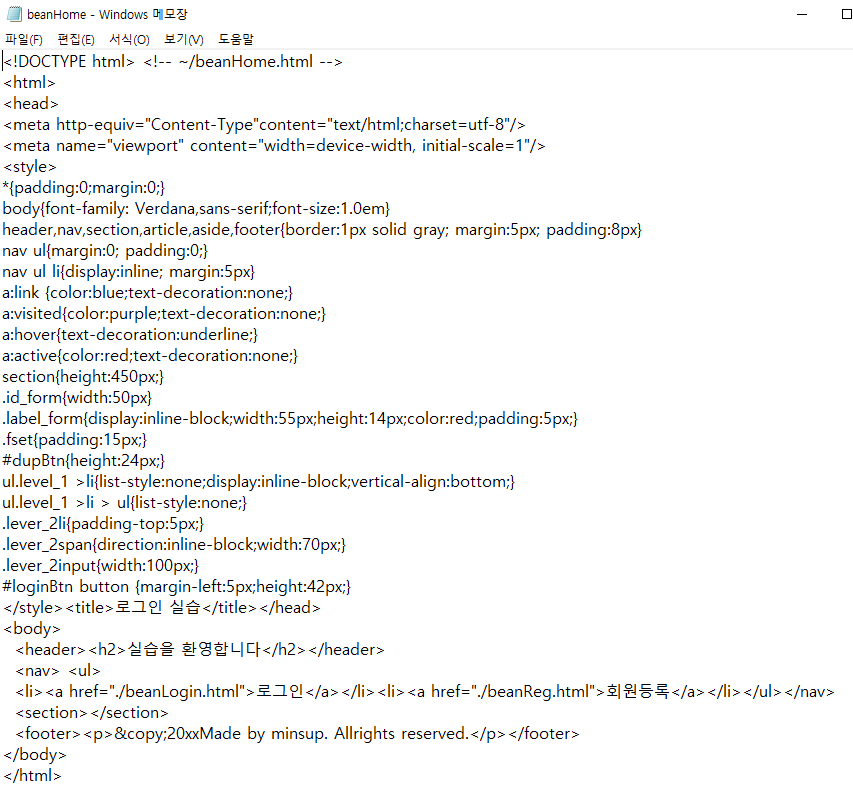 beanHome - Windows 메모장
파일(F) 편집(E) 서식(O) 보기(V) 도움말
<!DOCTYPE html> <!-- ~/beanHome.html -->
<html>
<head>
<meta http-equiv="Content-Type"content="text/html;charset=utf-8"/>
<meta name="viewport" content="width=device-width, initial-scale=1"/>
<style>
*{padding:0;margin:0;}
body{font-family: Verdana,sans-serif;font-size:1.0em}
header,nav,section,article,aside,footer{border:1px solid gray; margin:5px; padding:8px}
nav ul{margin:0; padding:0;}
nav ul li{display:inline; margin:5px}
a:link {color:blue;text-decoration:none;}
a:visited{color:purple;text-decoration:none;}
a:hover{text-decoration:underline;}
a:active{color:red;text-decoration:none;}
section{height:450px;}
.id_form{width:50px}
.label_form{display:inline-block;width:55px;height:14px;color:red;padding:5px;}
.fset{padding:15px;}
#dupBtn{height:24px;}
ul.level_1 >li{list-style:none;display:inline-block;vertical-align:bottom;}
ul.level_1 >li > ul{list-style:none;}
.lever_2li{padding-top:5px;}
.lever_2span{direction:inline-block;width:70px;}
.lever_2input{width:100px;}
#loginBtn button {margin-left:5px;height:42px;}
</style><title>로그인 실습</title></head>
<body>
<header><h2>실습을 환영합니다</h2></header>
<nav> <ul>
<li><a href="./beanLogin.html">로그인</a></li><li><a href="./beanReg.html">회원등록</a></li></ul></nav>
<section></section>
<footer><p>&copy;20xxMade by minsup. Allrights reserved.</p></footer>
</body>
</html>